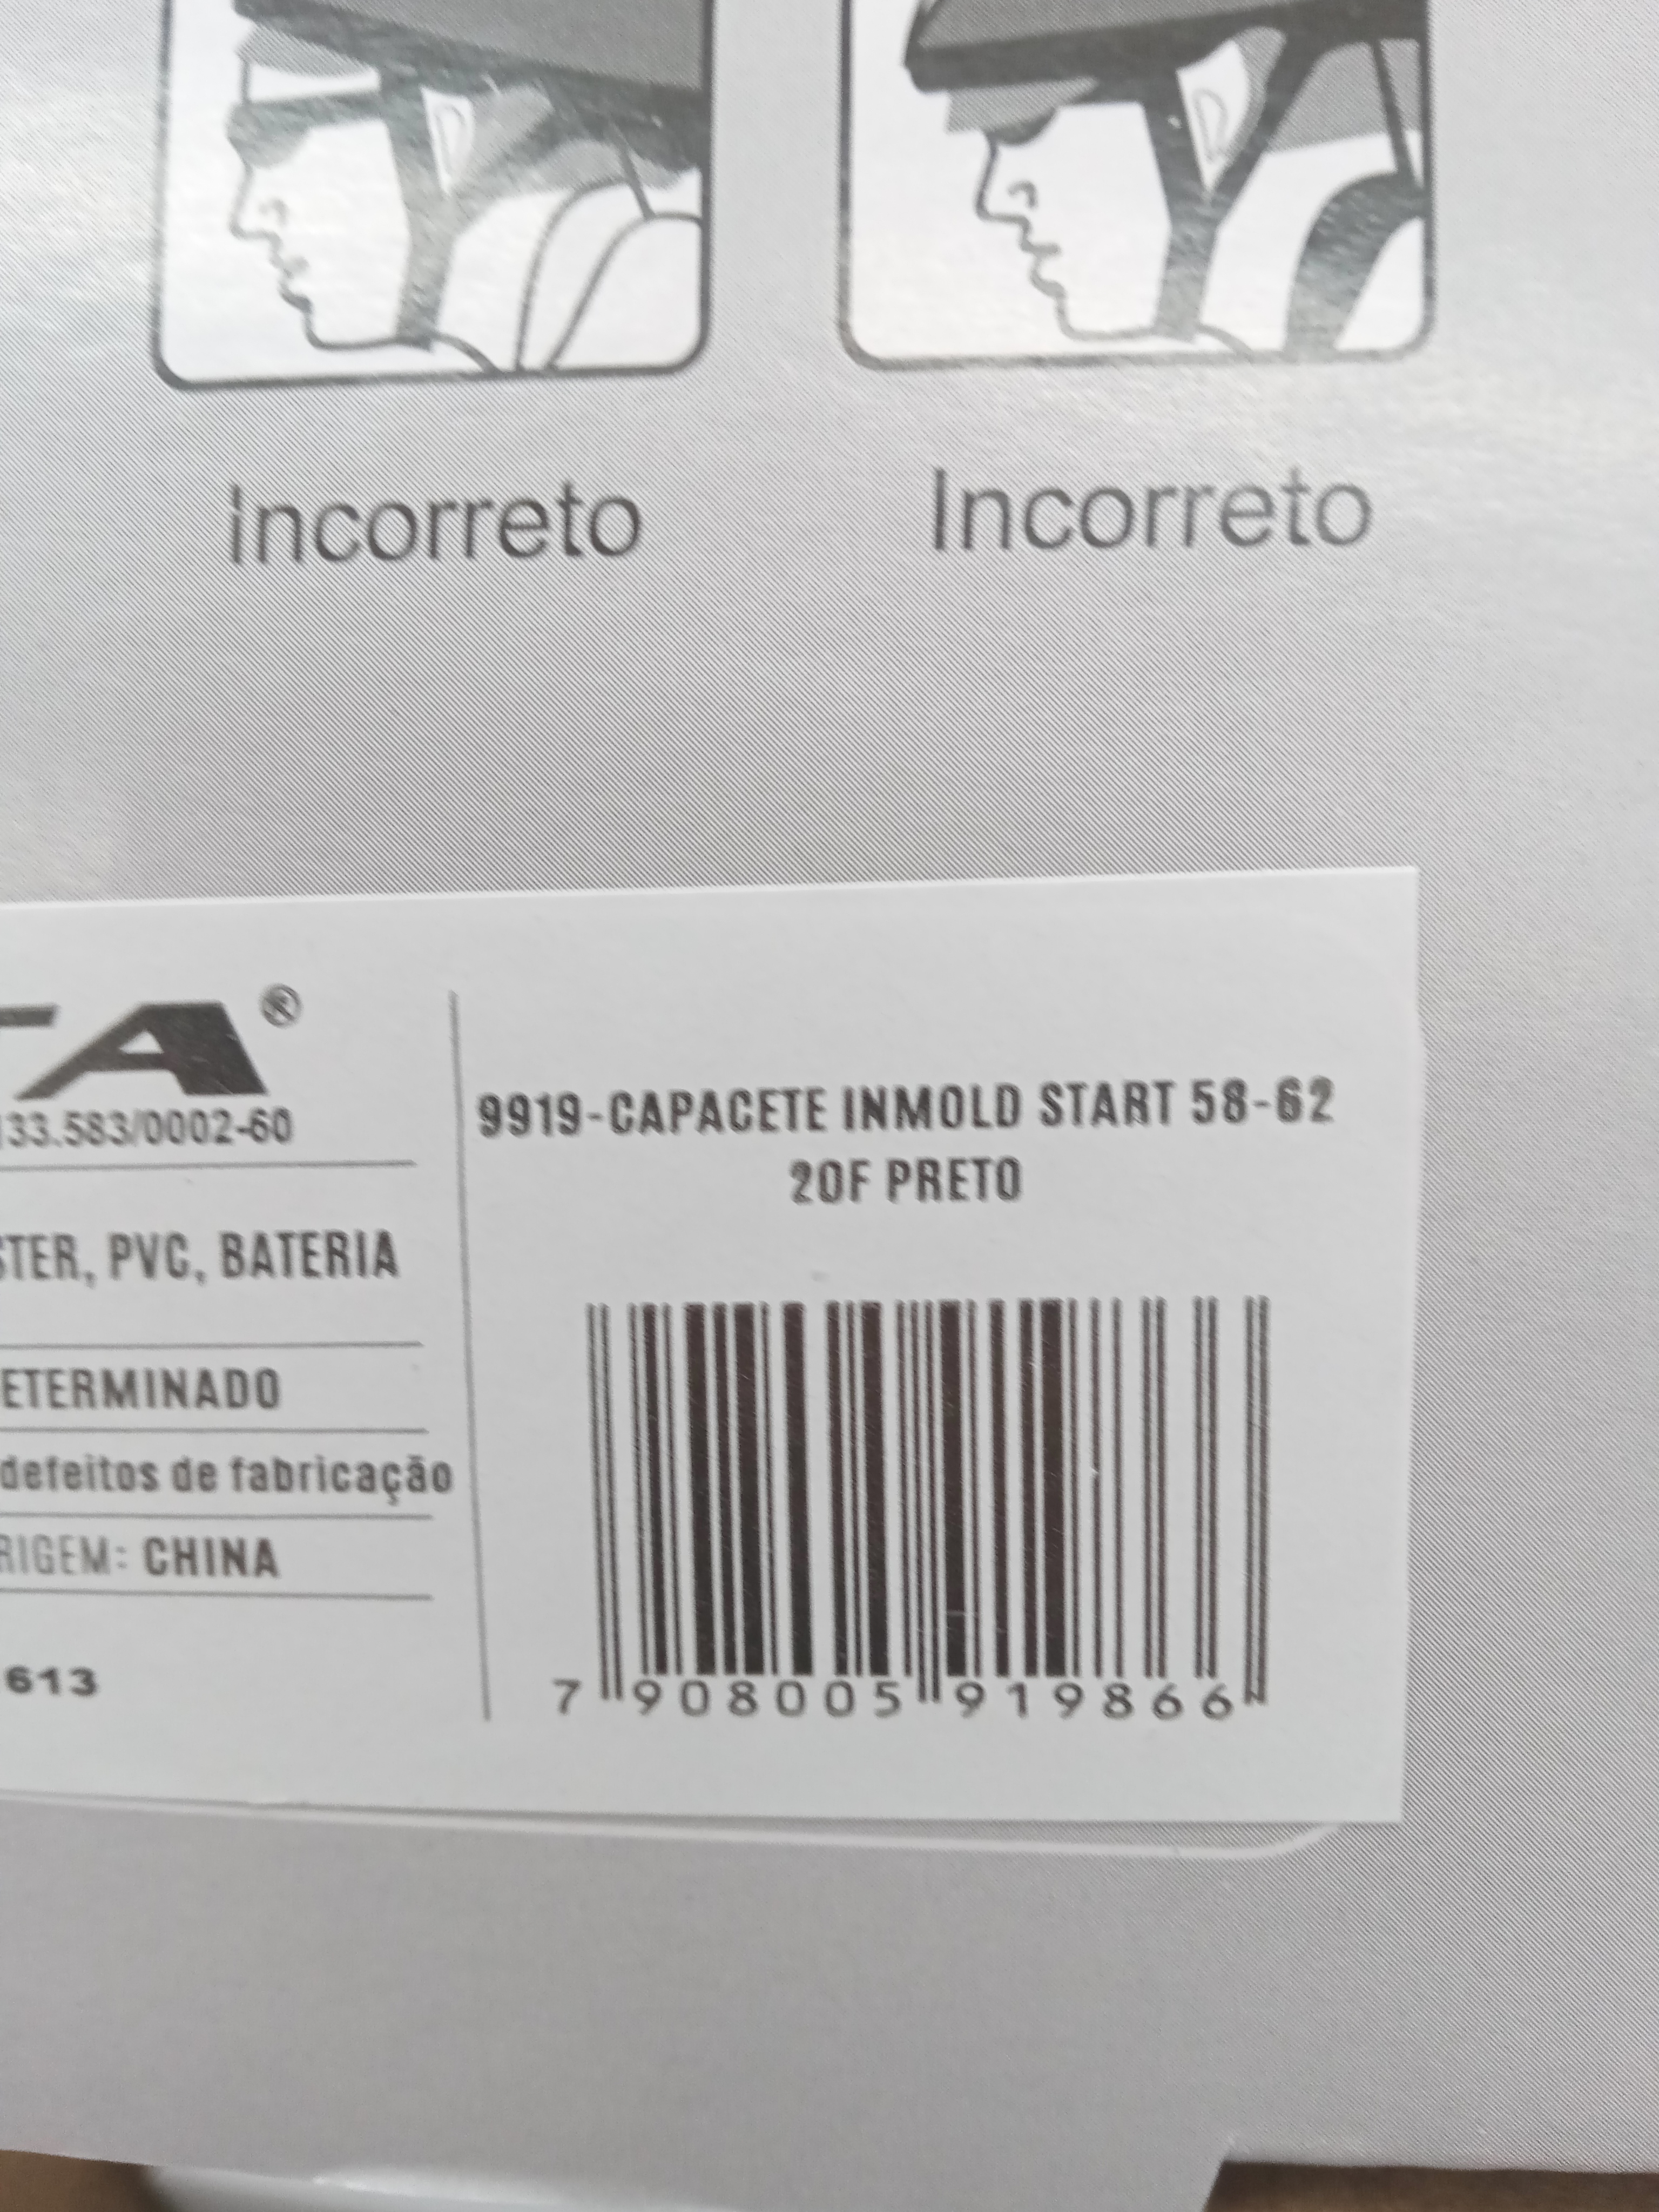 Incorreto
Incorreto
TA®
133.583/0002-60
STER, PVC, BATERIA
ETERMINADO
defeitos de fabricação
RIGEM: CHINA
613
9919-CAPACETE INMOLD START 58-62
20F PRETO
7 908005 919866